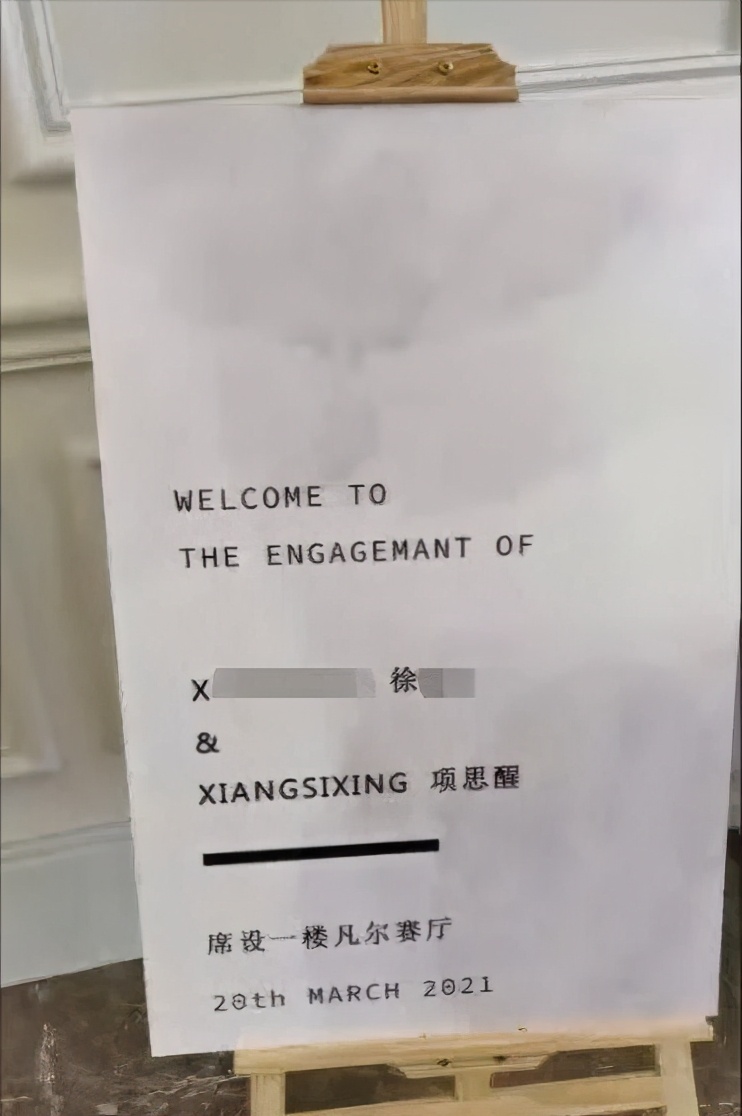 WELCOME TO
THE ENGAGEMANT OF
X 徐
&
XIANGSIXING 项思醒
席设一楼凡尔赛厅
20th MARCH 2021